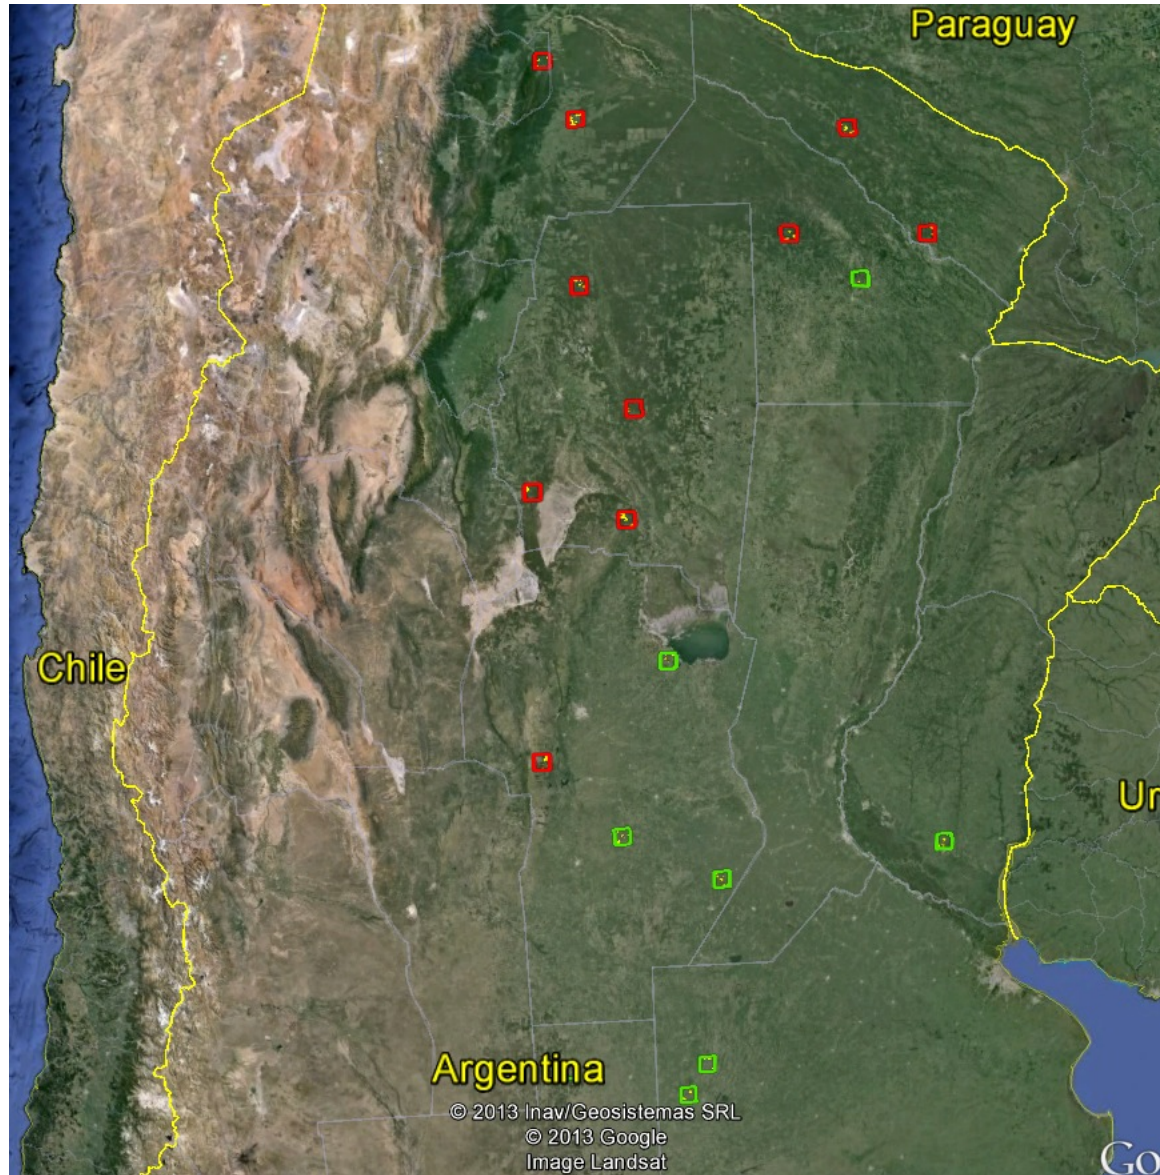 Paraguay
Chile
Ur
Argentina
© 2013 Inav/Geosistemas SRL
© 2013 Google
Image Landsat
Go